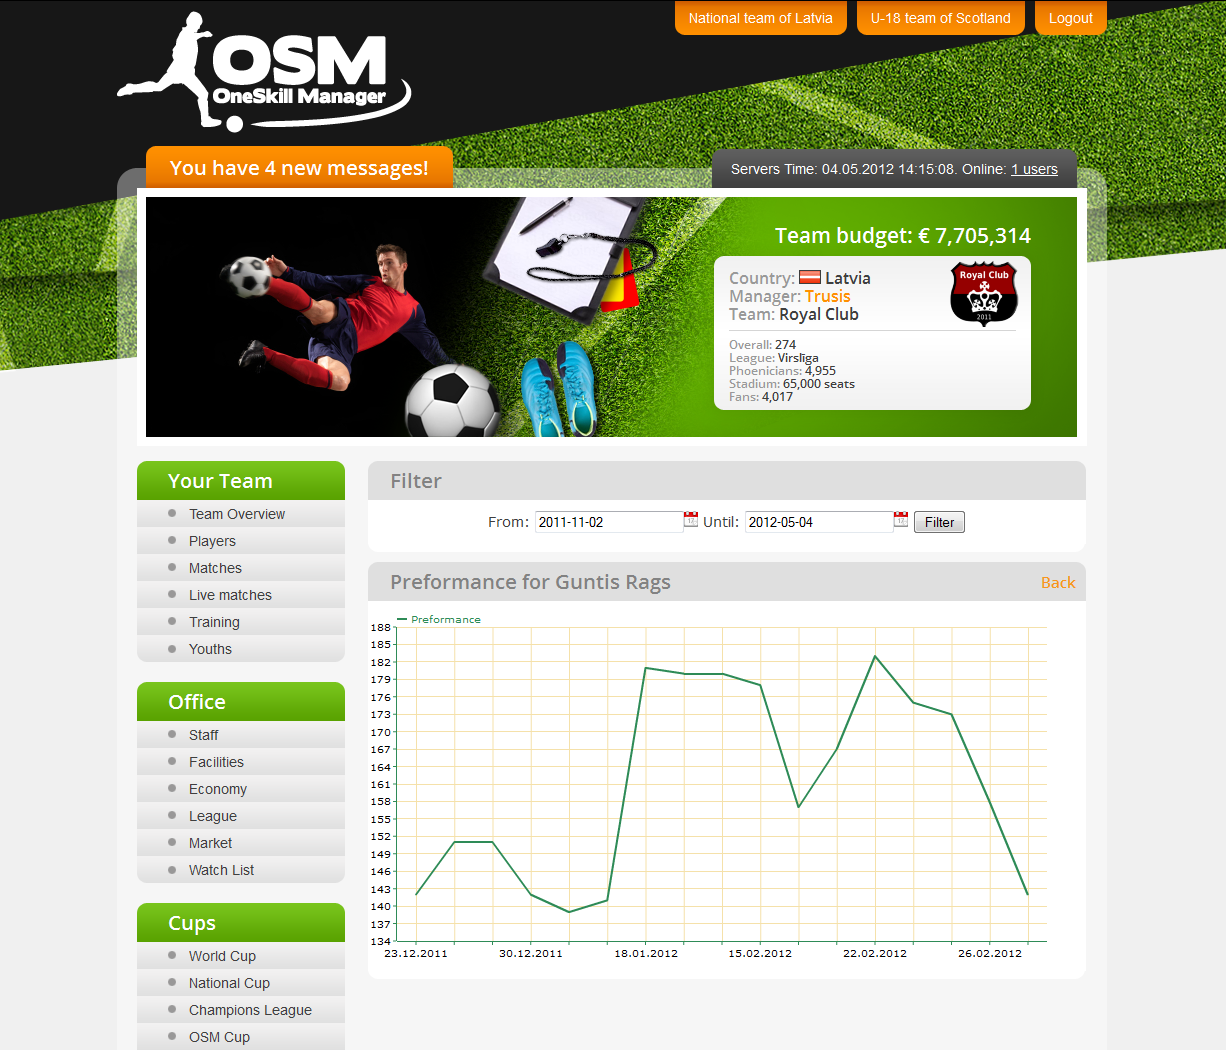 National team of Latvia
U-18 team of Scotland
Logout
OSM
OneSkill Manager
You have 4 new messages!
Servers Time: 04.05.2012 14:15:08. Online: 1 users
Team budget: € 7,705,314
Country: Latvia
Manager: Trusis
Team: Royal Club
Royal Club
2011
Overall: 274
League: Virsliga
Phoenicians: 4,955
Stadium: 65,000 seats
Fans: 4,017
Your Team
Team Overview
Players
Matches
Live matches
Training
Youths
Office
Staff
Facilities
Economy
League
Market
Watch List
Cups
World Cup
National Cup
Champions League
OSM Cup
Filter
From: 2011-11-02 Until: 2012-05-04 Filter
Preformance for Guntis Rags
Back
Preformance
188
185
182
179
176
173
170
167
164
161
158
155
152
149
146
143
140
137
134
23.12.2011 30.12.2011 18.01.2012 15.02.2012 22.02.2012 26.02.2012